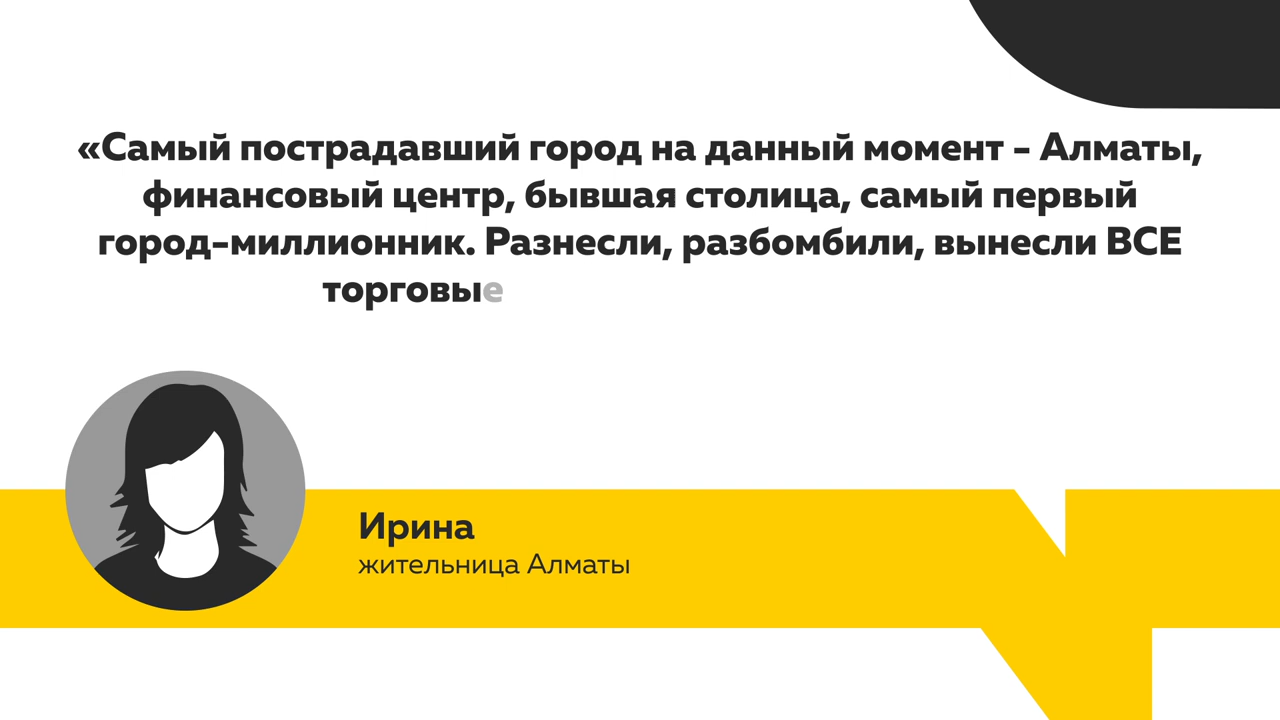 «Самый пострадавший город на данный момент - Алматы,
финансовый центр, бывшая столица, самый первый
город-миллионник. Разнесли, разбомбили, вынесли ВСЕ
торговые
Ирина
жительница Алматы